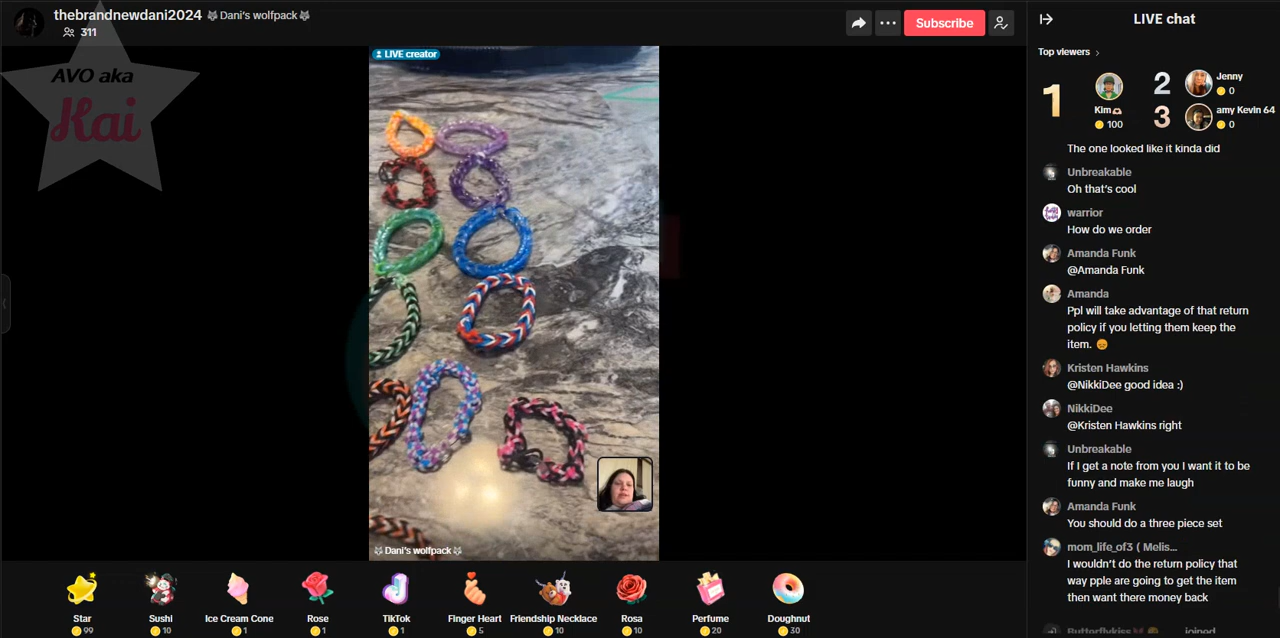 thebrandnewdani2024 🐺Dani's wolfpack🐺
311
Subscribe
AVO aka
Kai
LIVE creator
🐺Dani's wolfpack🐺
Star
99
Sushi
10
Ice Cream Cone
1
Rose
1
TikTok
1
Finger Heart
5
Friendship Necklace
10
Rosa
10
Perfume
20
Doughnut
30
LIVE chat
Top viewers
1
Kim🫶🏽
100
2
Jenny
0
3
amy Kevin 64
0
The one looked like it kinda did
Unbreakable
Oh that's cool
warrior
How do we order
Amanda Funk
@Amanda Funk
Amanda
Ppl will take advantage of that return
policy if you letting them keep the
item. 😞
Kristen Hawkins
@NikkiDee good idea :)
NikkiDee
@Kristen Hawkins right
Unbreakable
If I get a note from you I want it to be
funny and make me laugh
Amanda Funk
You should do a three piece set
mom_life_of3 ( Melis...
I wouldn't do the return policy that
way pple are going to get the item
then want there money back
Butterflykiss joined